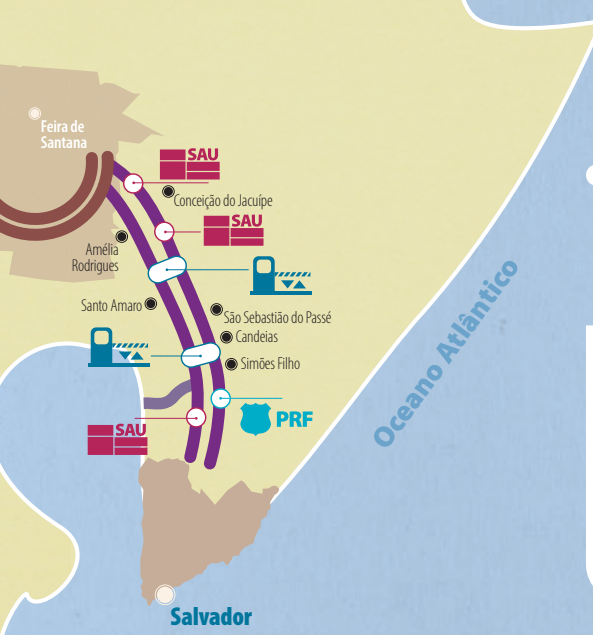 Feira de
Santana
SAU
Conceição do Jacuípe
SAU
Amélia
Rodrigues
Santo Amaro
São Sebastião do Passé
Candeias
Simões Filho
PRF
SAU
Oceano Atlântico
Salvador